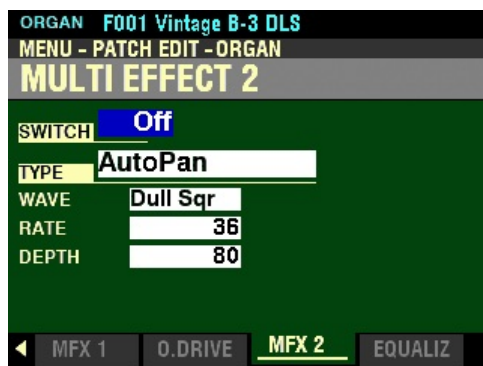 ORGAN F001 Vintage B-3 DLS
MENU - PATCH EDIT - ORGAN
MULTI EFFECT 2
SWITCH Off
TYPE AutoPan
WAVE Dull Sqr
RATE 36
DEPTH 80
MFX 1 O.DRIVE MFX 2 EQUALIZ